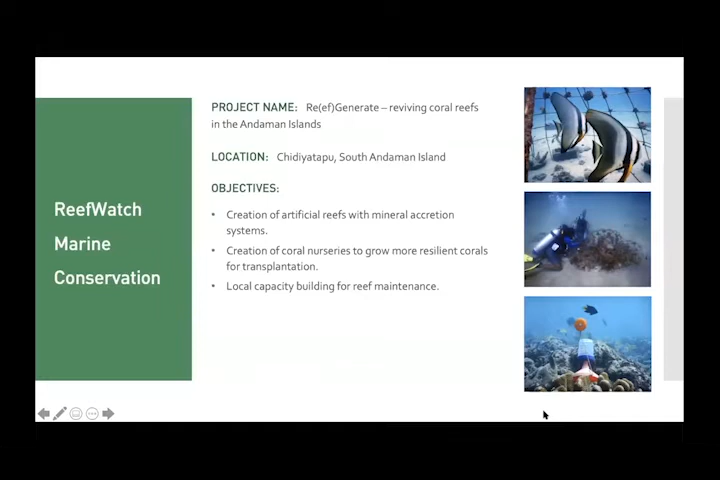 ReefWatch
Marine
Conservation
PROJECT NAME: Re(ef)Generate – reviving coral reefs
in the Andaman Islands
LOCATION: Chidiyatapu, South Andaman Island
OBJECTIVES:
• Creation of artificial reefs with mineral accretion
systems.
• Creation of coral nurseries to grow more resilient corals
for transplantation.
• Local capacity building for reef maintenance.